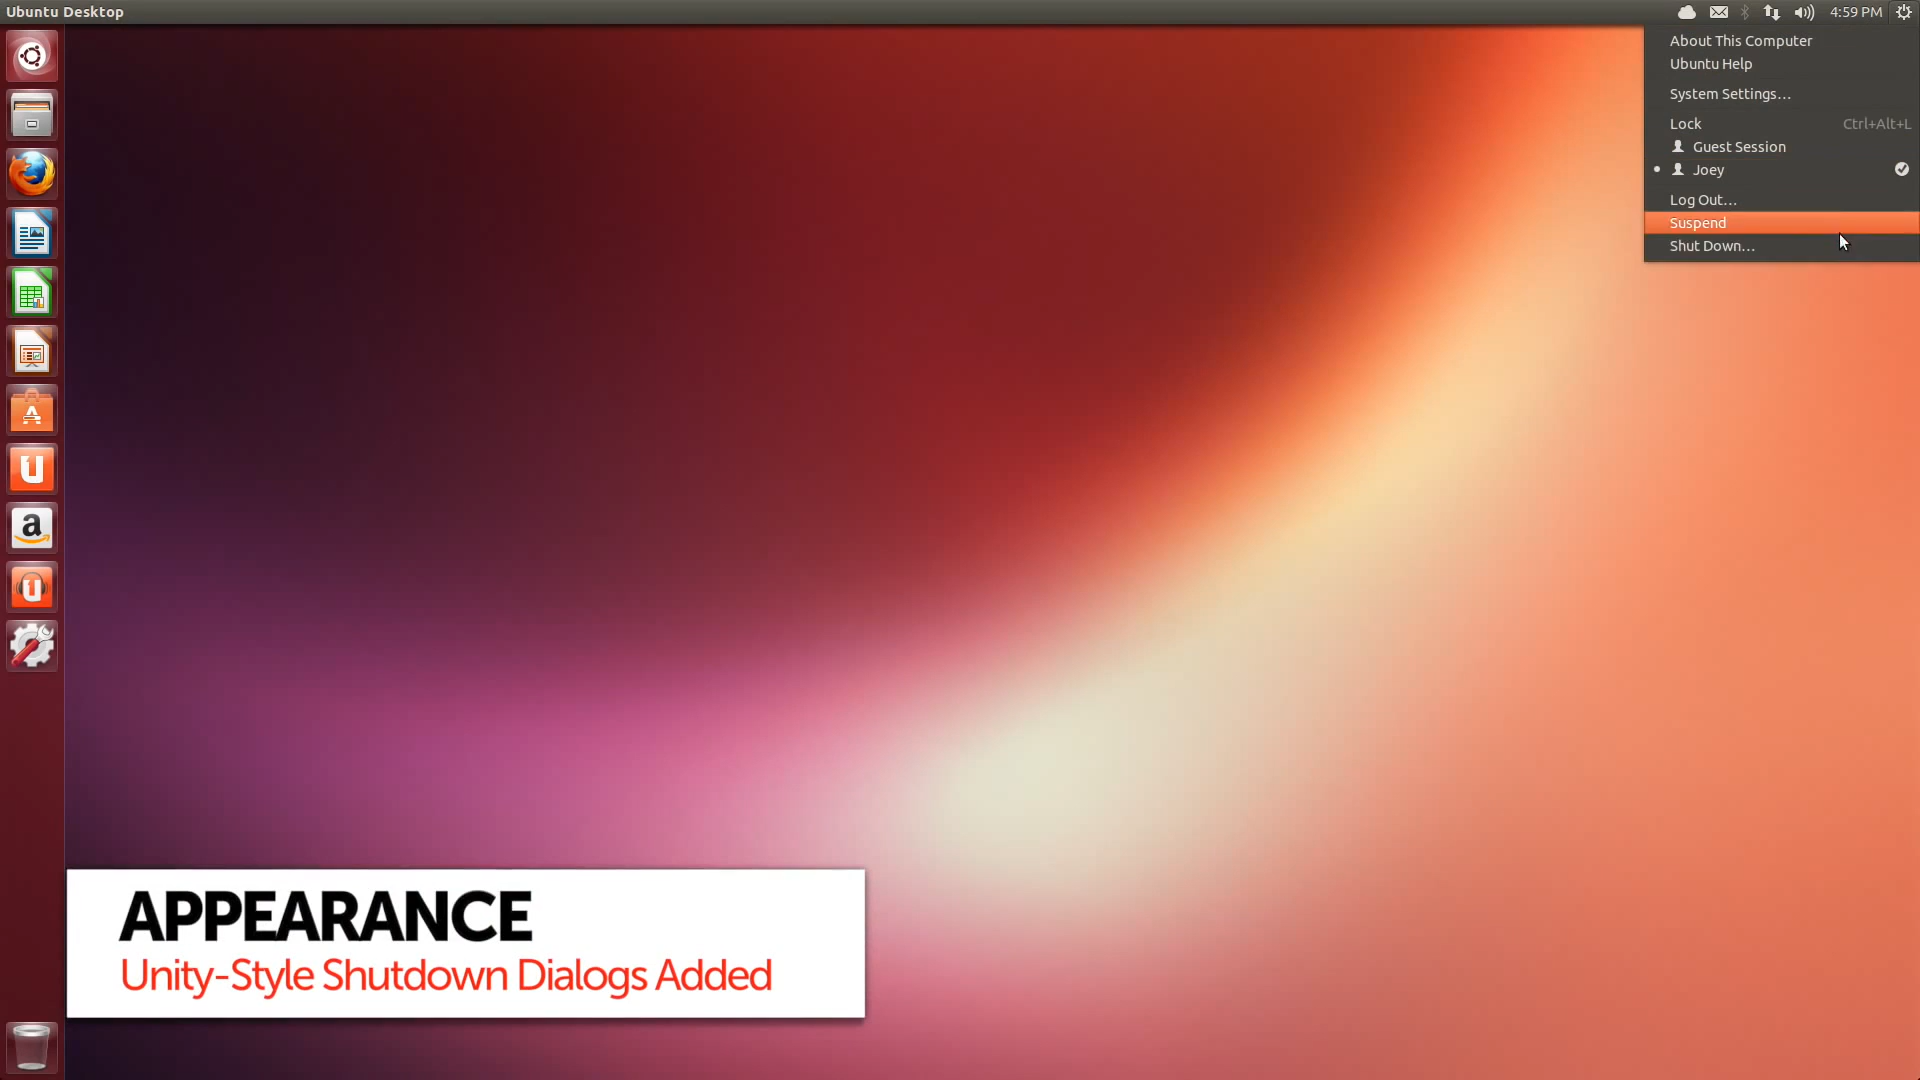 Ubuntu Desktop
4:59 PM
About This Computer
Ubuntu Help
System Settings…
Lock Ctrl+Alt+L
Guest Session
Joey
Log Out…
Suspend
Shut Down…
APPEARANCE
Unity-Style Shutdown Dialogs Added